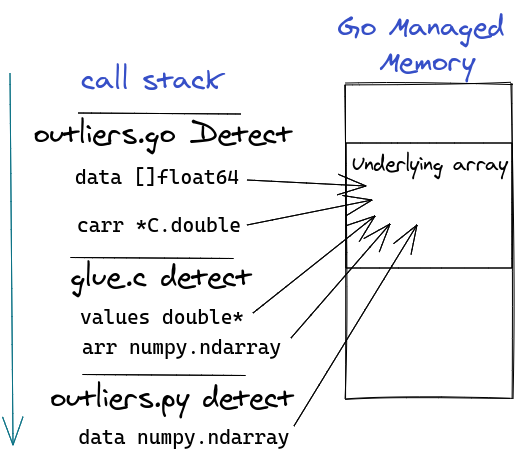 Go Managed
Memory
call stack
outliers.go Detect
data []float64
carr *C.double
glue.c detect
values double*
arr numpy.ndarray
outliers.py detect
data numpy.ndarray
Underlying array